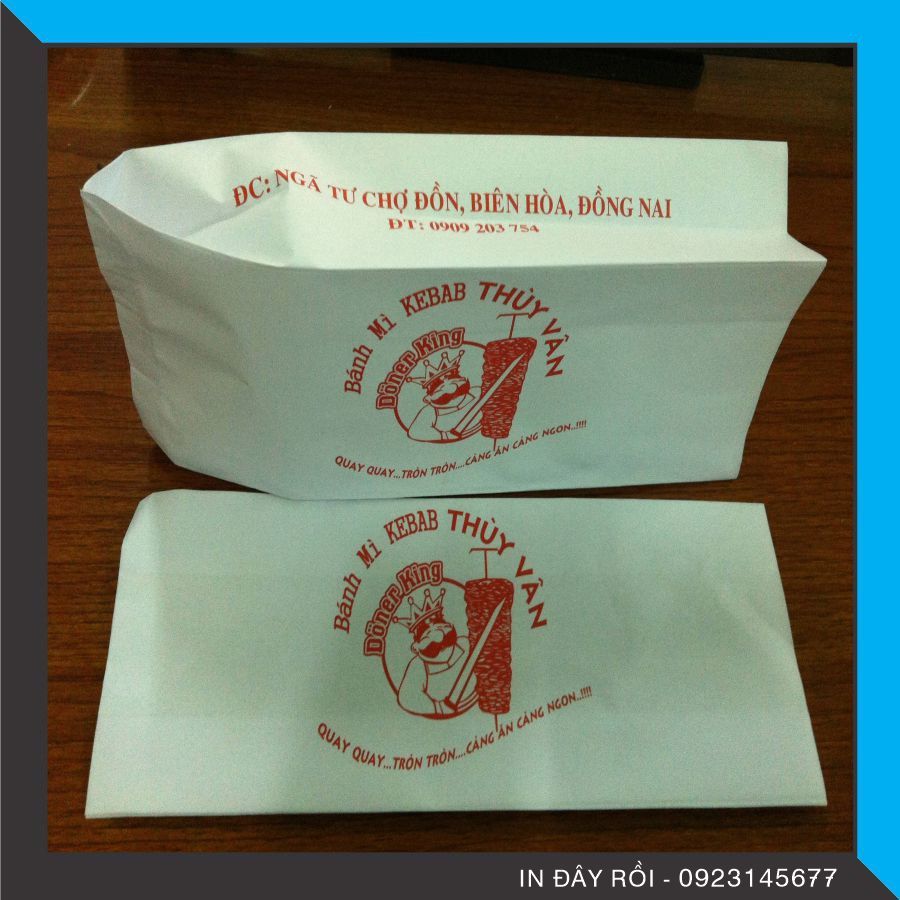 ĐC: NGÃ TƯ CHỢ ĐỒN, BIÊN HÒA, ĐỒNG NAI
ĐT: 0909 203 754
Bánh Mì KEBAB THÙY VÂN
Döner King
QUAY QUAY...TRÒN TRÒN....CÀNG ĂN CÀNG NGON..!!!!
Bánh Mì KEBAB THÙY VÂN
Döner King
QUAY QUAY...TRÒN TRÒN....CÀNG ĂN CÀNG NGON..!!!!
IN ĐÂY RỒI - 0923145677